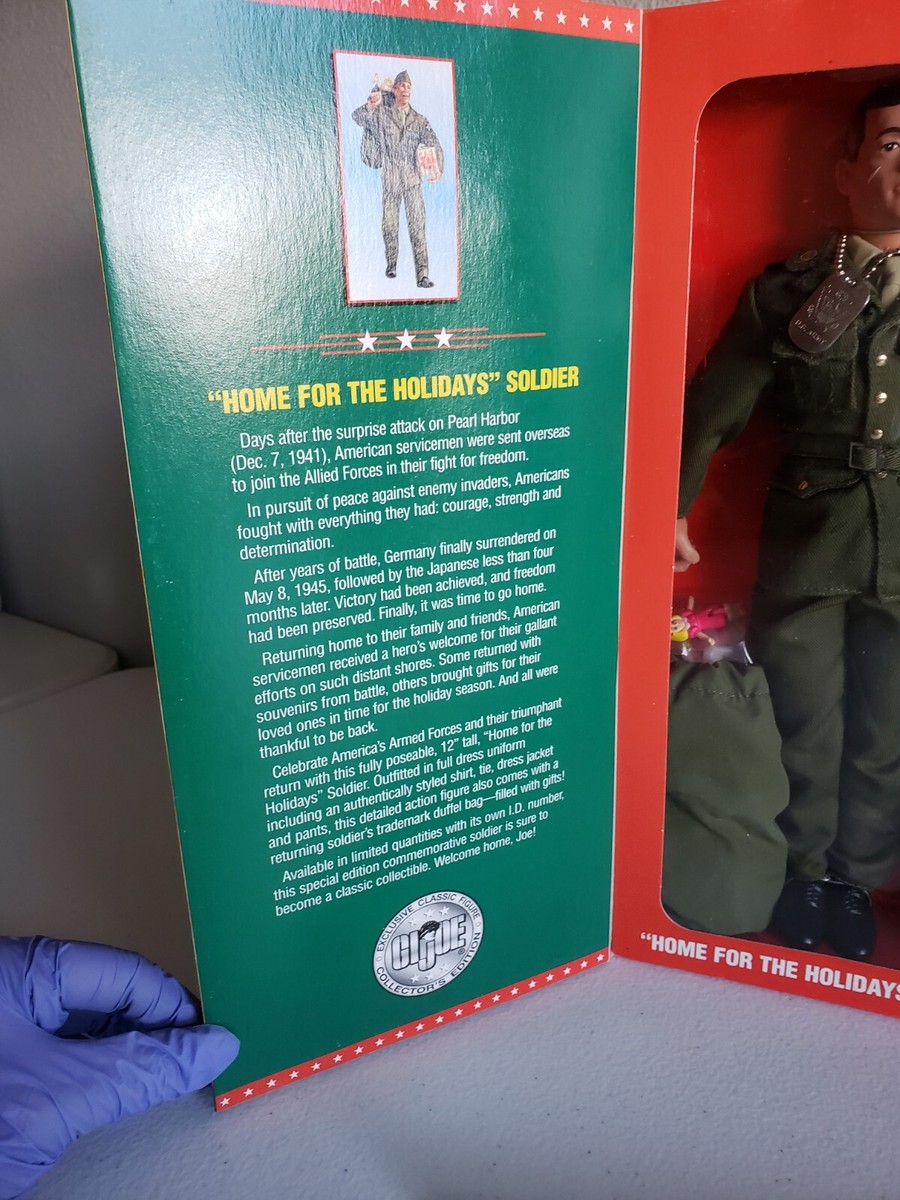 “HOME FOR THE HOLIDAYS” SOLDIER
Days after the surprise attack on Pearl Harbor
(Dec. 7, 1941), American servicemen were sent overseas
to join the Allied Forces in their fight for freedom.
In pursuit of peace against enemy invaders, Americans
fought with everything they had: courage, strength and
determination.
After years of battle, Germany finally surrendered on
May 8, 1945, followed by the Japanese less than four
months later. Victory had been achieved, and freedom
had been preserved. Finally, it was time to go home.
Returning home to their family and friends, American
servicemen received a hero's welcome for their gallant
efforts on such distant shores. Some returned with
souvenirs from battle, others brought gifts for their
loved ones in time for the holiday season. And all were
thankful to be back.
Celebrate America's Armed Forces and their triumphant
return with this fully poseable, 12" tall, "Home for the
Holidays" Soldier. Outfitted in full dress uniform
including an authentically styled shirt, tie, dress jacket
and pants, this detailed action figure also comes with a
returning soldier's trademark duffel bag—filled with gifts!
Available in limited quantities with its own I.D. number,
this special edition commemorative soldier is sure to
become a classic collectible. Welcome home, Joe!
EXCLUSIVE CLASSIC FIGURE
GI JOE
COLLECTOR'S EDITION
U.S. ARMY
“HOME FOR THE HOLIDAYS